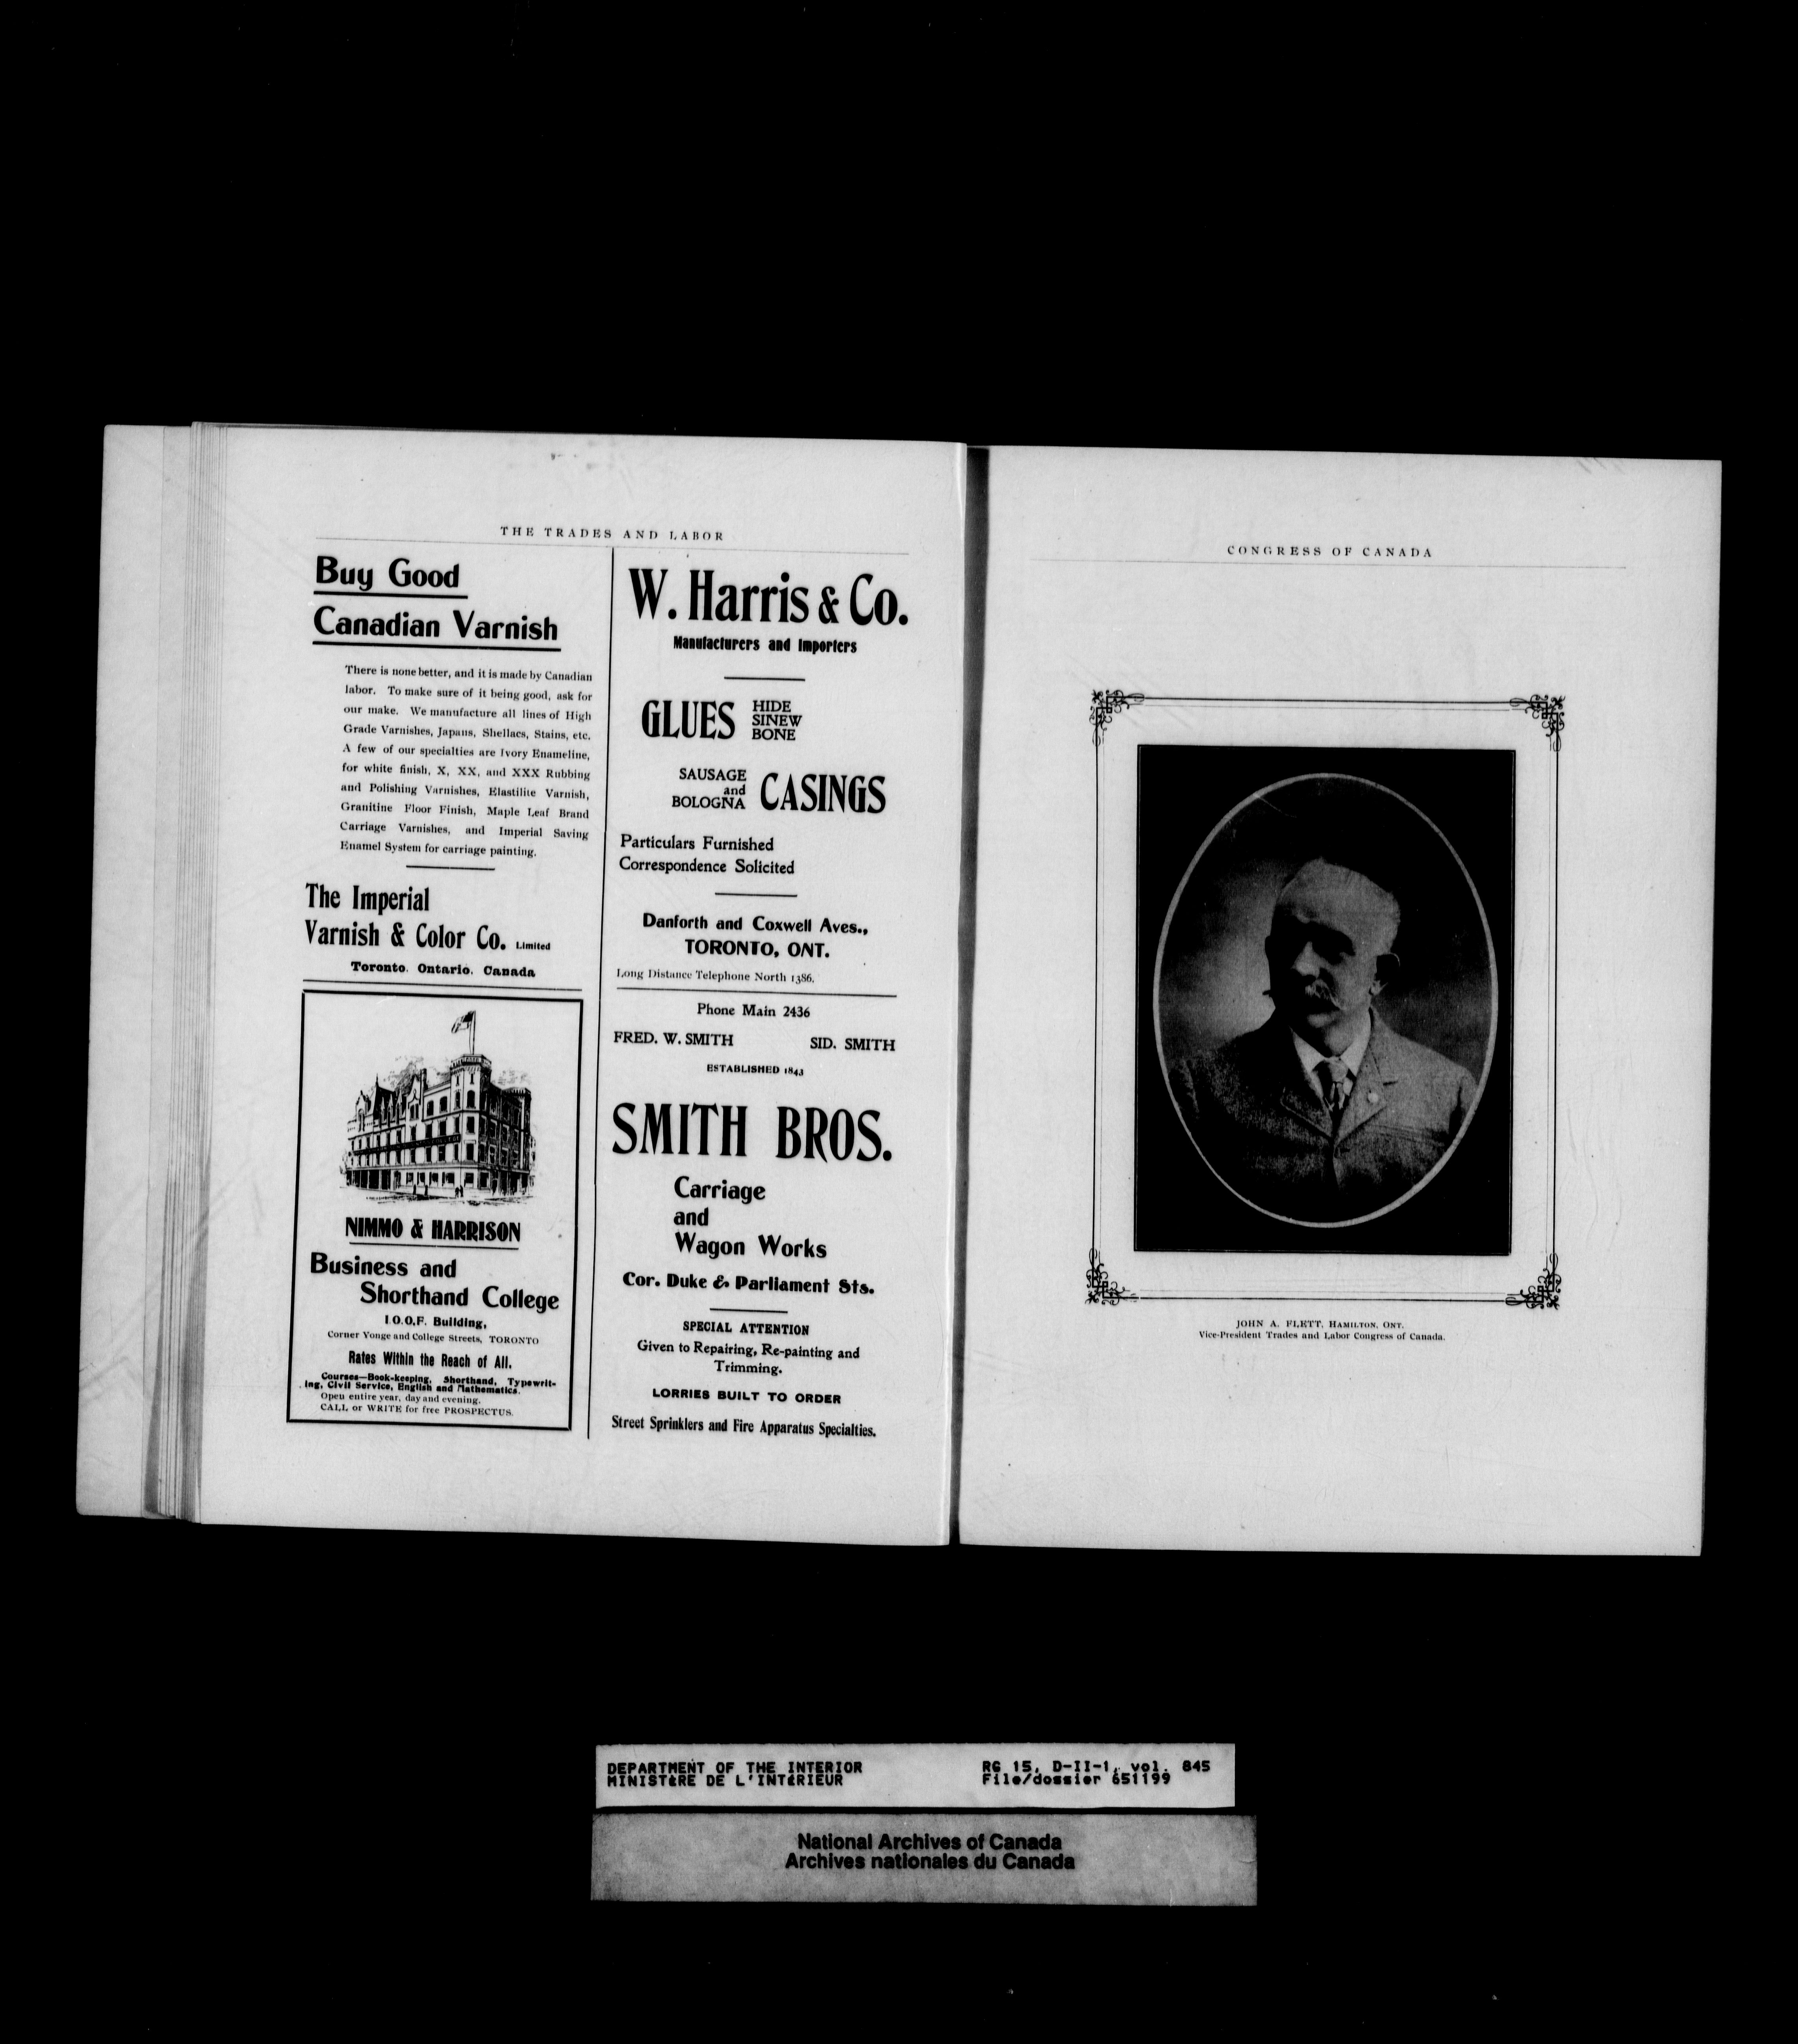 THE TRADES AND LABOR
Buy Good
Canadian Varnish
There is none better, and it is made by Canadian
labor. To make sure of it being good, ask for
our make. We manufacture all lines of High
Grade Varnishes, Japans, Shellacs, Stains, etc.
A few of our specialties are Ivory Enameline,
for white finish, X, XX, and XXX Rubbing
and Polishing Varnishes, Elastilite Varnish,
Granitine Floor Finish, Maple Leaf Brand
Carriage Varnishes, and Imperial Saving
Enamel System for carriage painting.
The Imperial
Varnish & Color Co. Limited
Toronto, Ontario, Canada
NIMMO & HARRISON
Business and
Shorthand College
I.O.O.F. Building,
Corner Yonge and College Streets, TORONTO
Rates Within the Reach of All.
Courses—Book-keeping, Shorthand, Typewrit-
ing, Civil Service, English and Mathematics.
Open entire year, day and evening.
CALL or WRITE for free PROSPECTUS.
W. Harris & Co.
Manufacturers and Importers
GLUES HIDE
SINEW
BONE
SAUSAGE
and
BOLOGNA CASINGS
Particulars Furnished
Correspondence Solicited
Danforth and Coxwell Aves.,
TORONTO, ONT.
Long Distance Telephone North 1386.
Phone Main 2436
FRED. W. SMITH SID. SMITH
ESTABLISHED 1843
SMITH BROS.
Carriage
and
Wagon Works
Cor. Duke & Parliament Sts.
SPECIAL ATTENTION
Given to Repairing, Re-painting and
Trimming.
LORRIES BUILT TO ORDER
Street Sprinklers and Fire Apparatus Specialties.
CONGRESS OF CANADA
JOHN A. FLETT, HAMILTON, ONT.
Vice-President Trades and Labor Congress of Canada.
DEPARTMENT OF THE INTERIOR RG 15, D-II-1, vol. 845
MINISTÈRE DE L'INTÉRIEUR File/dossier 651199
National Archives of Canada
Archives nationales du Canada